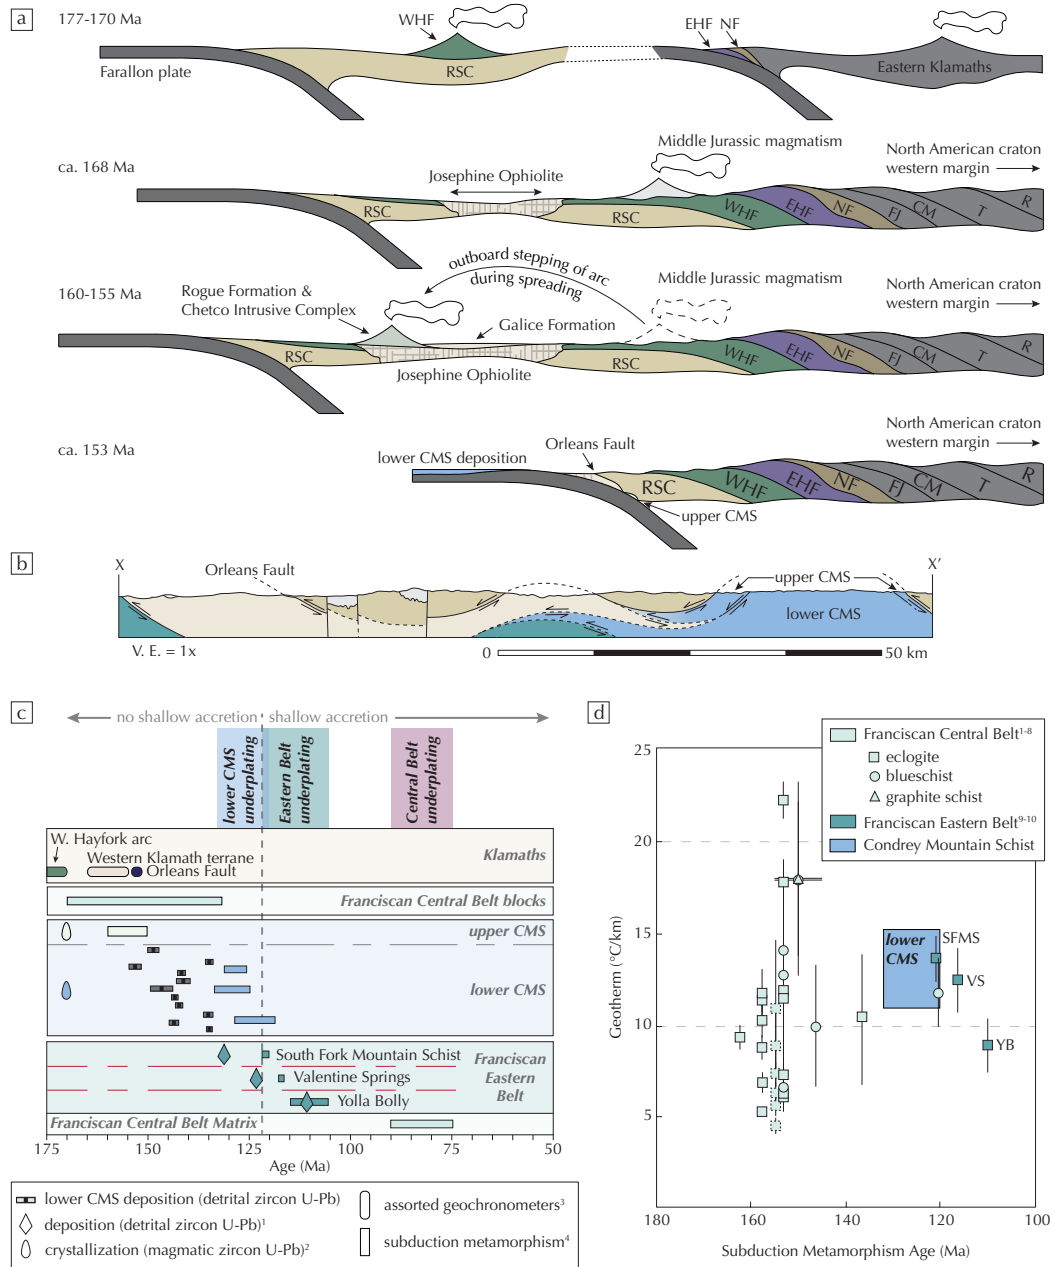 a
177-170 Ma
WHF
EHF NF
Farallon plate
RSC
Eastern Klamaths
ca. 168 Ma
Middle Jurassic magmatism
North American craton
western margin
Josephine Ophiolite
RSC
RSC
WHF
EHF
NF
FJ
CM
T
R
160-155 Ma
outboard stepping of arc
during spreading
Middle Jurassic magmatism
North American craton
western margin
Rogue Formation &
Chetco Intrusive Complex
Galice Formation
RSC
Josephine Ophiolite
RSC
WHF
EHF
NF
FJ
CM
T
R
ca. 153 Ma
North American craton
western margin
Orleans Fault
lower CMS deposition
RSC
WHF
EHF
NF
FJ
CM
T
R
upper CMS
b
X
X′
Orleans Fault
upper CMS
lower CMS
V. E. = 1x
0
50 km
c
no shallow accretion
shallow accretion
lower CMS
underplating
Eastern Belt
underplating
Central Belt
underplating
W. Hayfork arc
Western Klamath terrane
Orleans Fault
Klamaths
Franciscan Central Belt blocks
upper CMS
lower CMS
South Fork Mountain Schist
Valentine Springs
Yolla Bolly
Franciscan
Eastern
Belt
Franciscan Central Belt Matrix
175 150 125 100 75 50
Age (Ma)
lower CMS deposition (detrital zircon U-Pb)
deposition (detrital zircon U-Pb)¹
crystallization (magmatic zircon U-Pb)²
assorted geochronometers³
subduction metamorphism⁴
d
Franciscan Central Belt¹⁻⁸
eclogite
blueschist
graphite schist
Franciscan Eastern Belt⁹⁻¹⁰
Condrey Mountain Schist
25
20
15
10
5
Geotherm (°C/km)
lower
CMS
SFMS
VS
YB
180 160 140 120 100
Subduction Metamorphism Age (Ma)